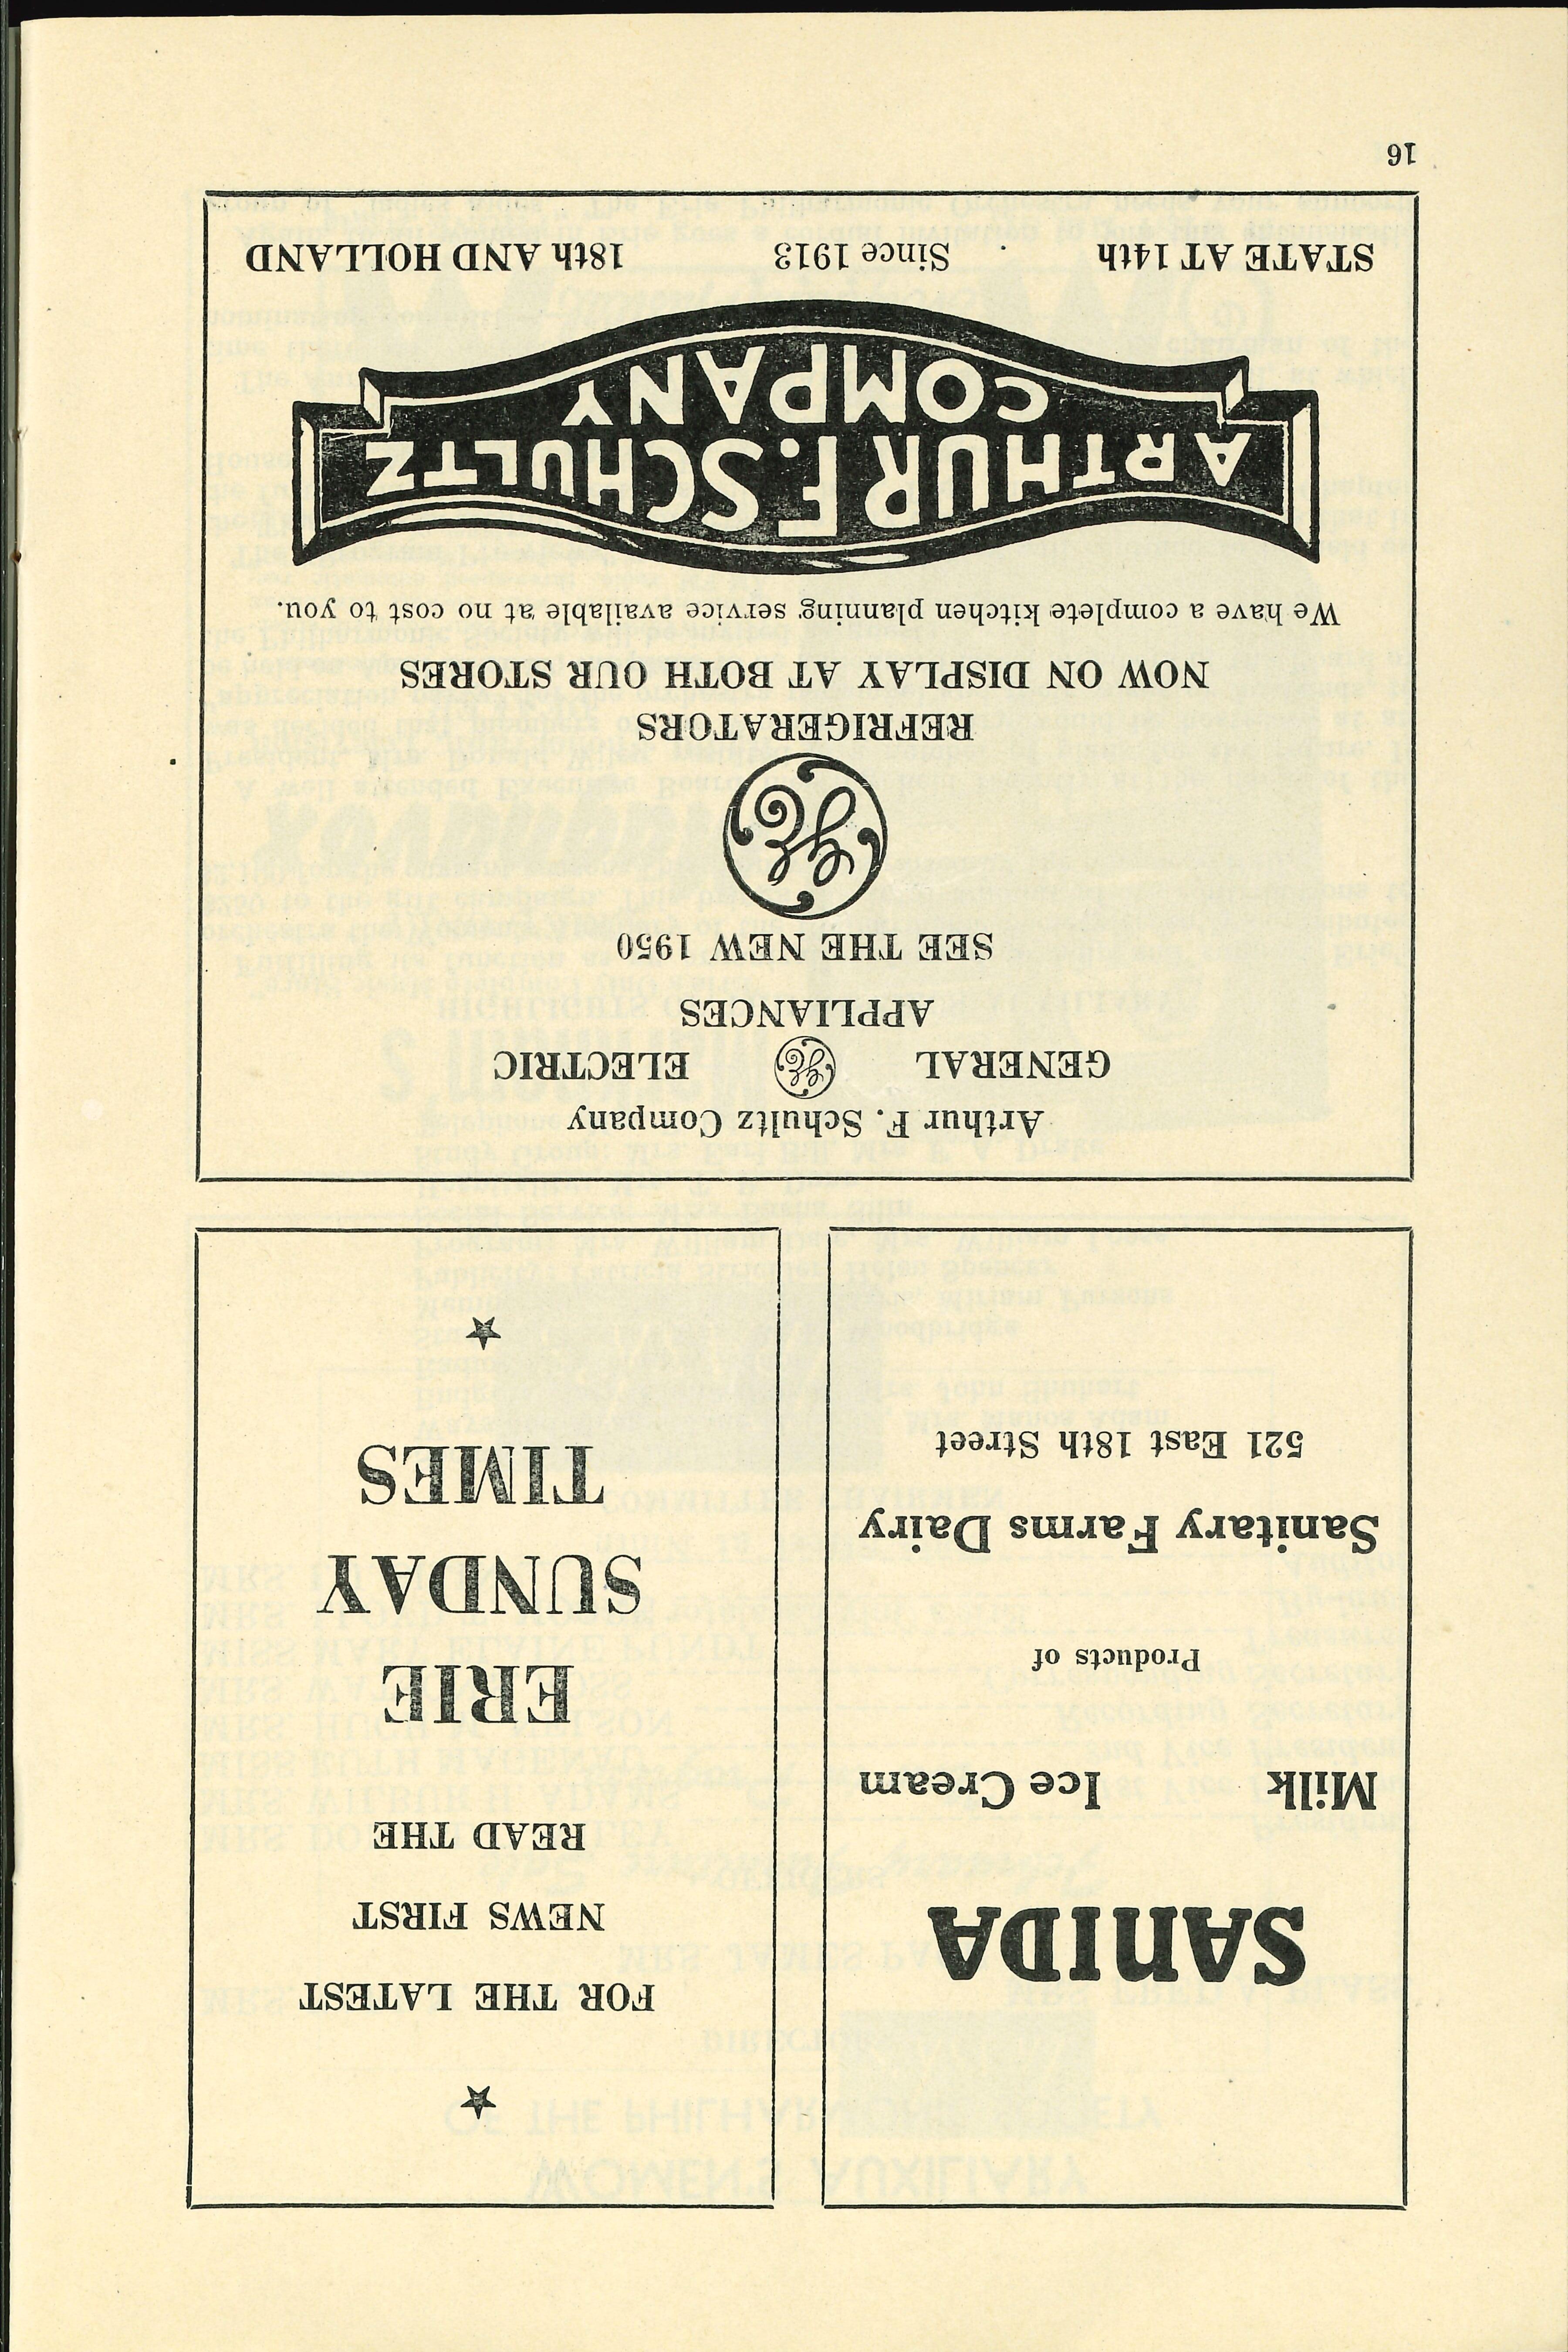 SANIDA
Milk Ice Cream
Products of
Sanitary Farms Dairy
521 East 18th Street
FOR THE LATEST
NEWS FIRST
READ THE
ERIE
SUNDAY
TIMES
Arthur F. Schultz Company
GENERAL GE ELECTRIC
APPLIANCES
SEE THE NEW 1950
GE
REFRIGERATORS
NOW ON DISPLAY AT BOTH OUR STORES
We have a complete kitchen planning service available at no cost to you.
ARTHUR F. SCHULTZ
COMPANY
STATE AT 14th Since 1913 18th AND HOLLAND
16